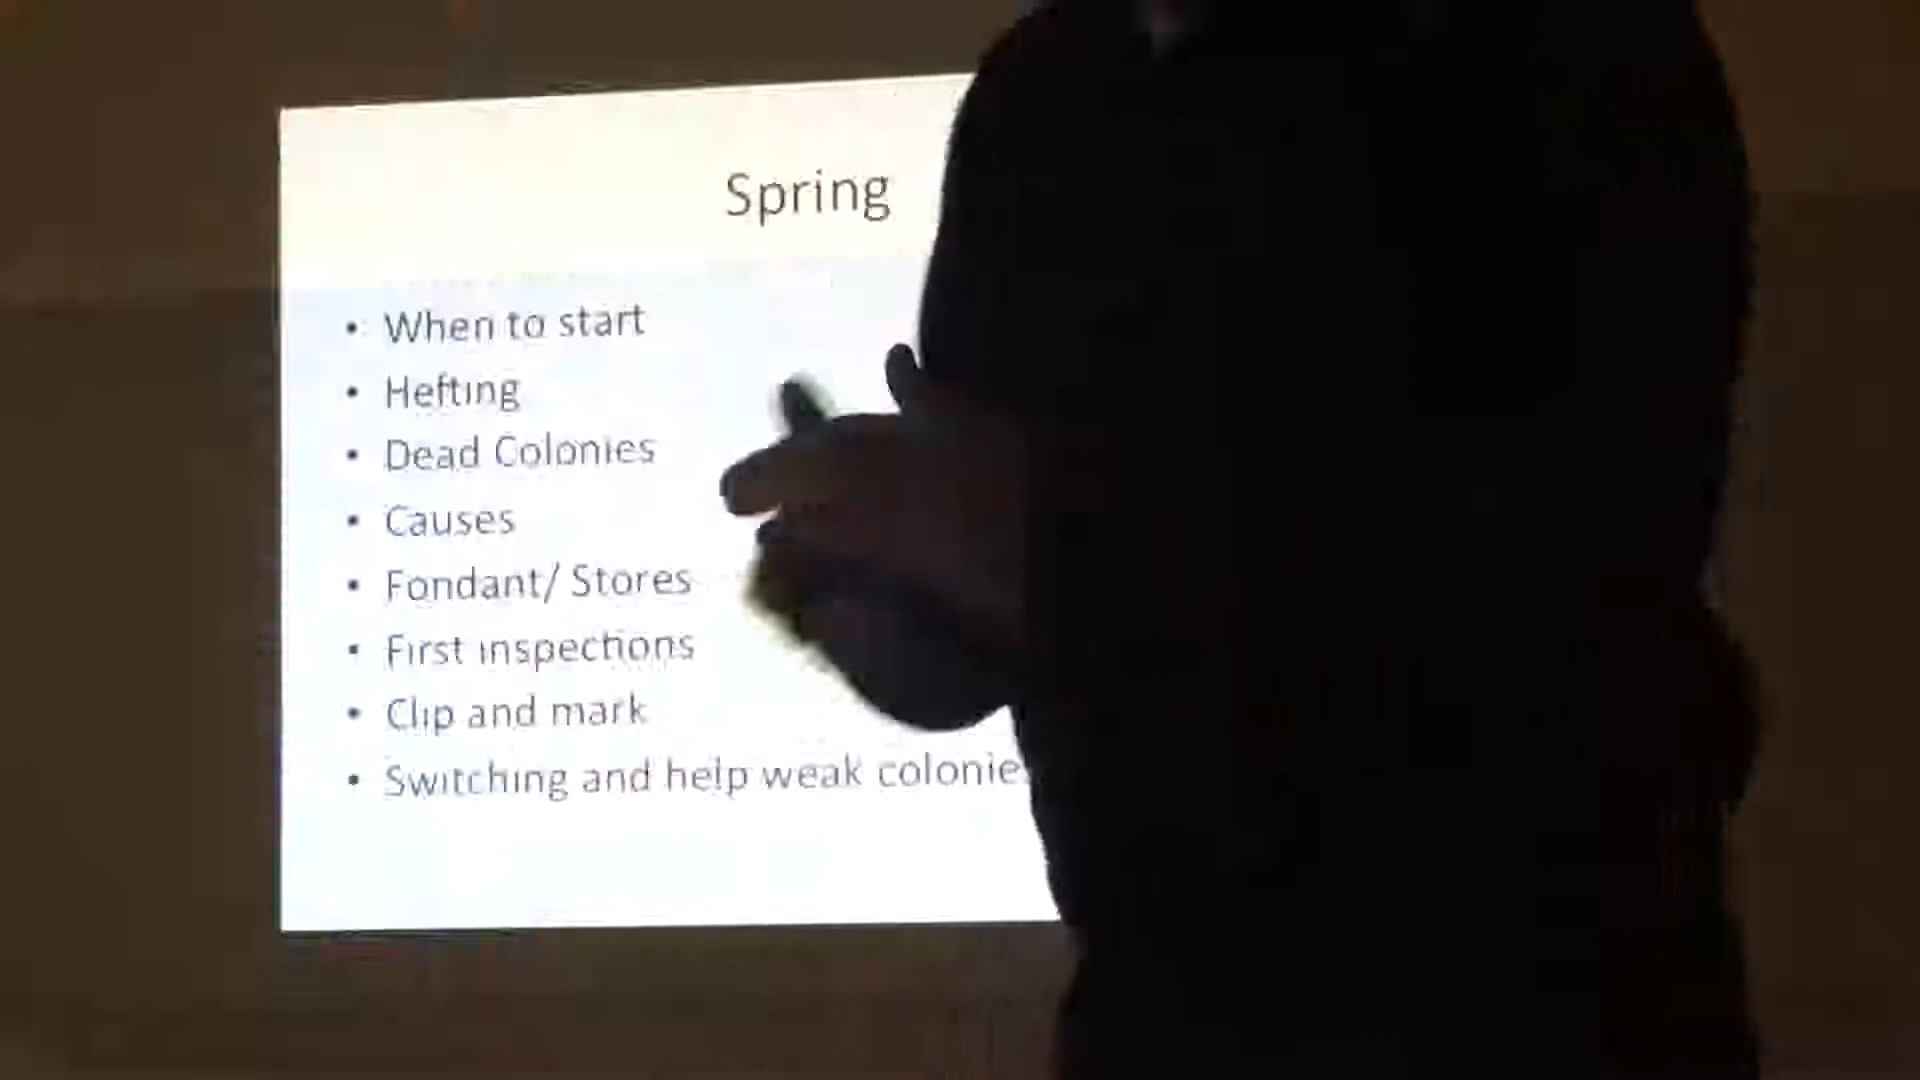 Spring
• When to start
• Hefting
• Dead Colonies
• Causes
• Fondant/ Stores
• First inspections
• Clip and mark
• Switching and help weak colonie